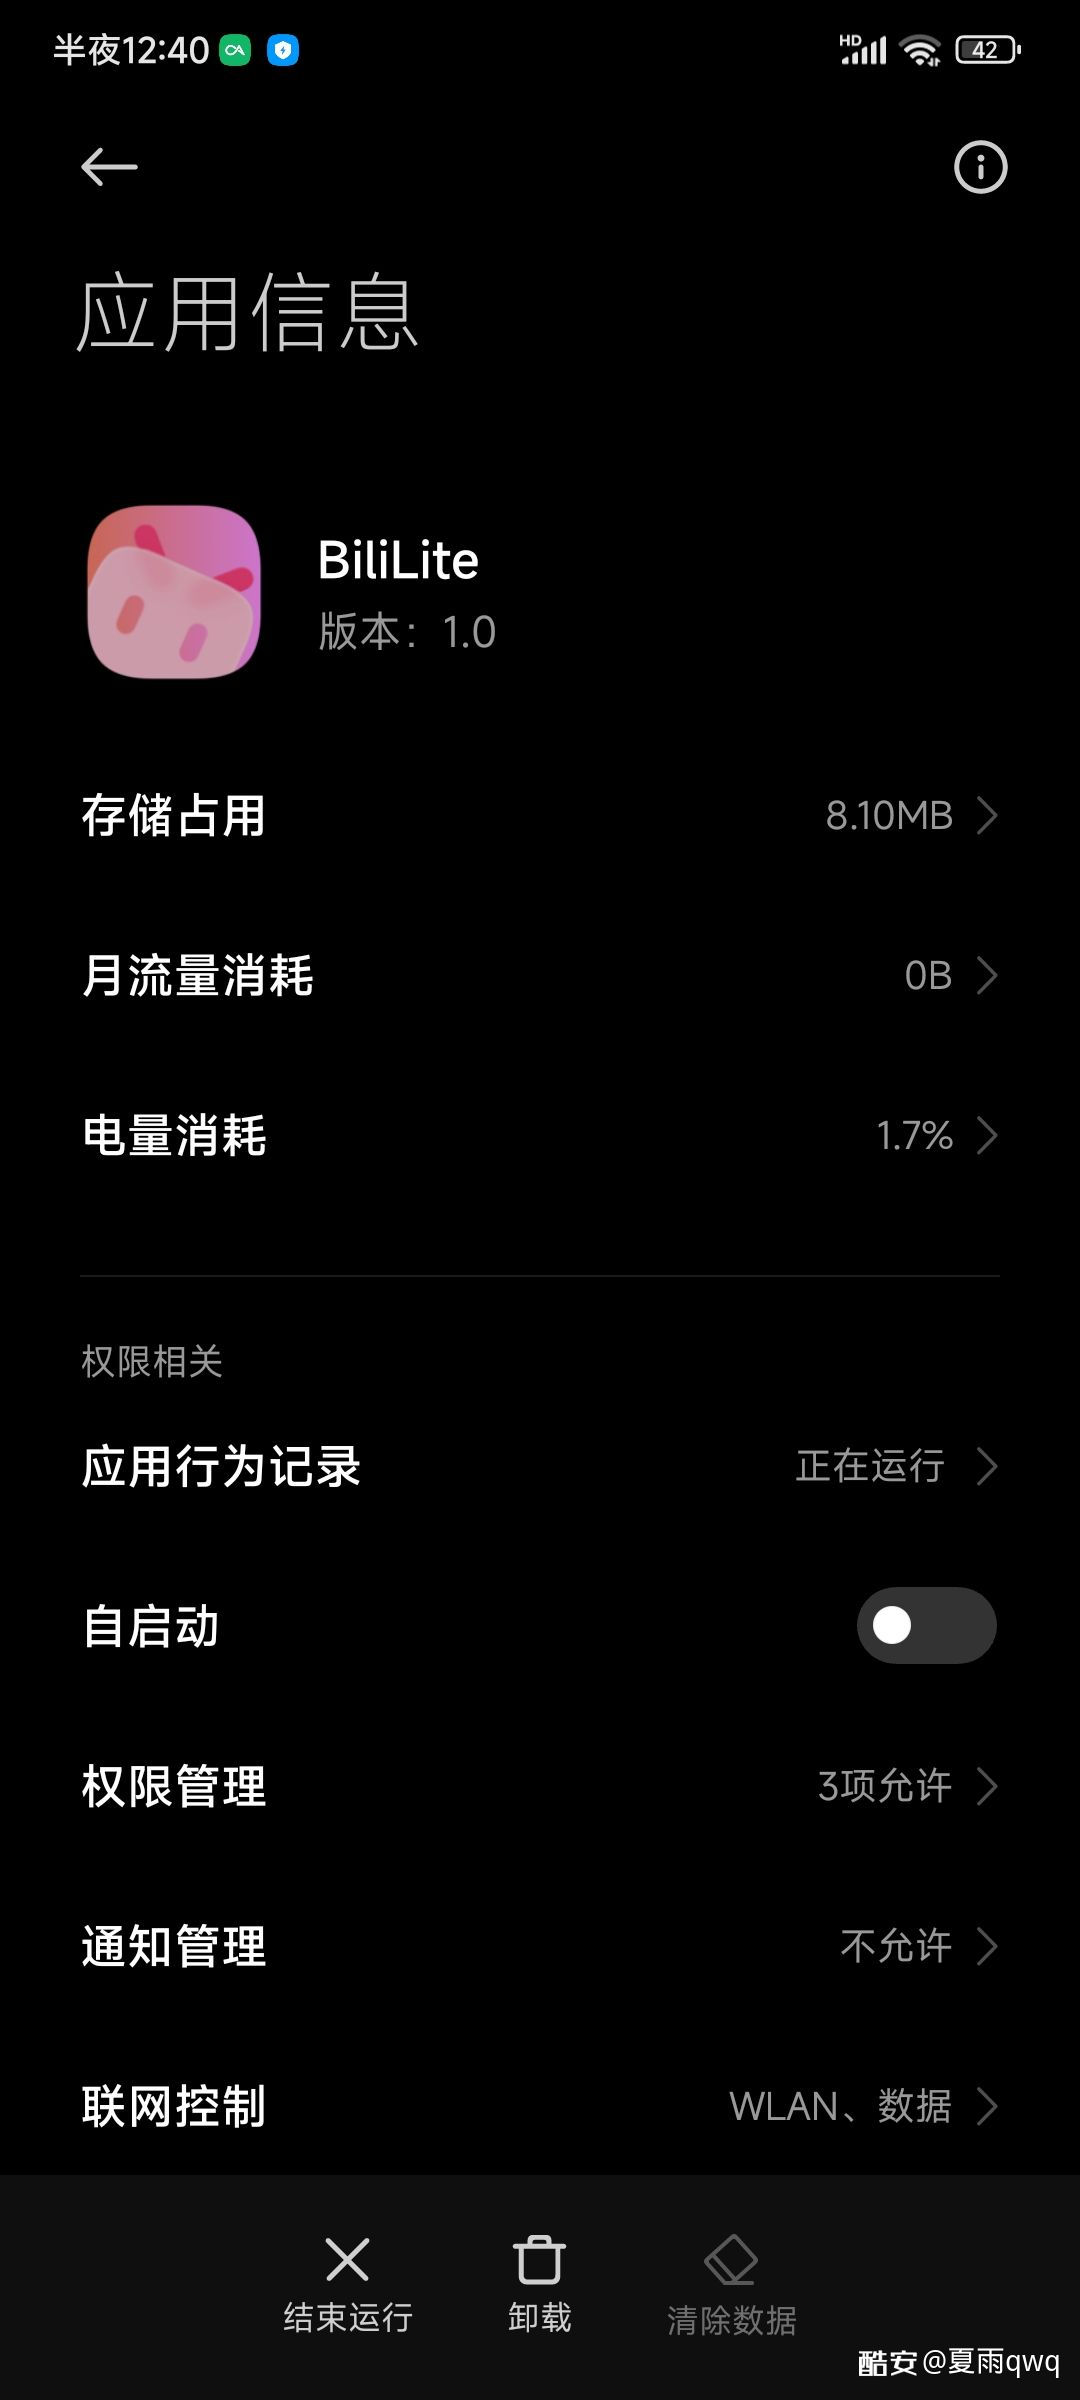 半夜12:40 HD 42
应用信息
BiliLite
版本：1.0
存储占用 8.10MB
月流量消耗 0B
电量消耗 1.7%
权限相关
应用行为记录 正在运行
自启动
权限管理 3项允许
通知管理 不允许
联网控制 WLAN、数据
结束运行 卸载 清除数据
酷安@夏雨qwq